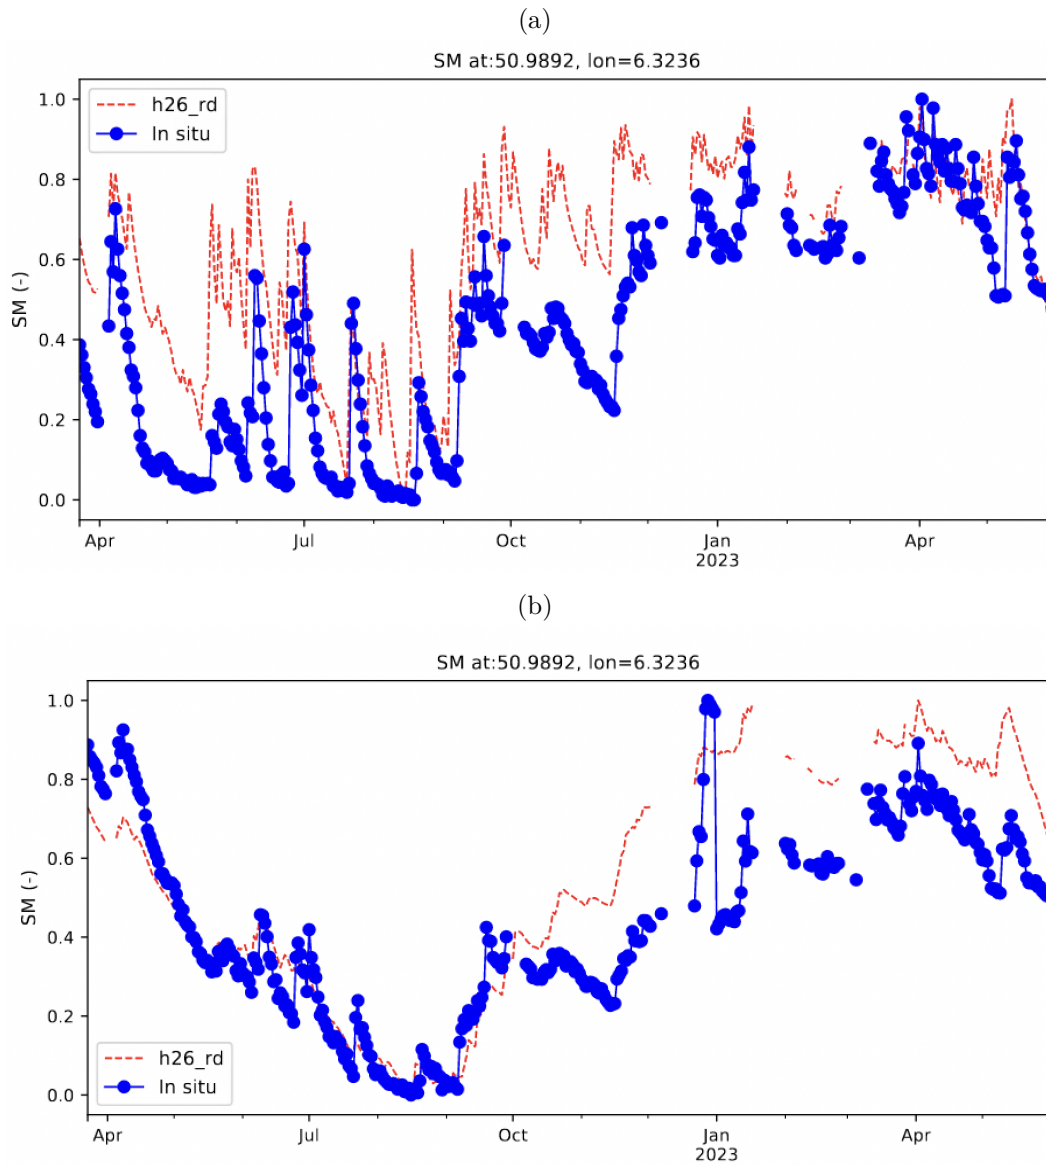 (a)
SM at:50.9892, lon=6.3236
h26_rd
In situ
SM (-)
1.0
0.8
0.6
0.4
0.2
0.0
Apr
Jul
Oct
Jan
2023
Apr
(b)
SM at:50.9892, lon=6.3236
SM (-)
1.0
0.8
0.6
0.4
0.2
0.0
h26_rd
In situ
Apr
Jul
Oct
Jan
2023
Apr